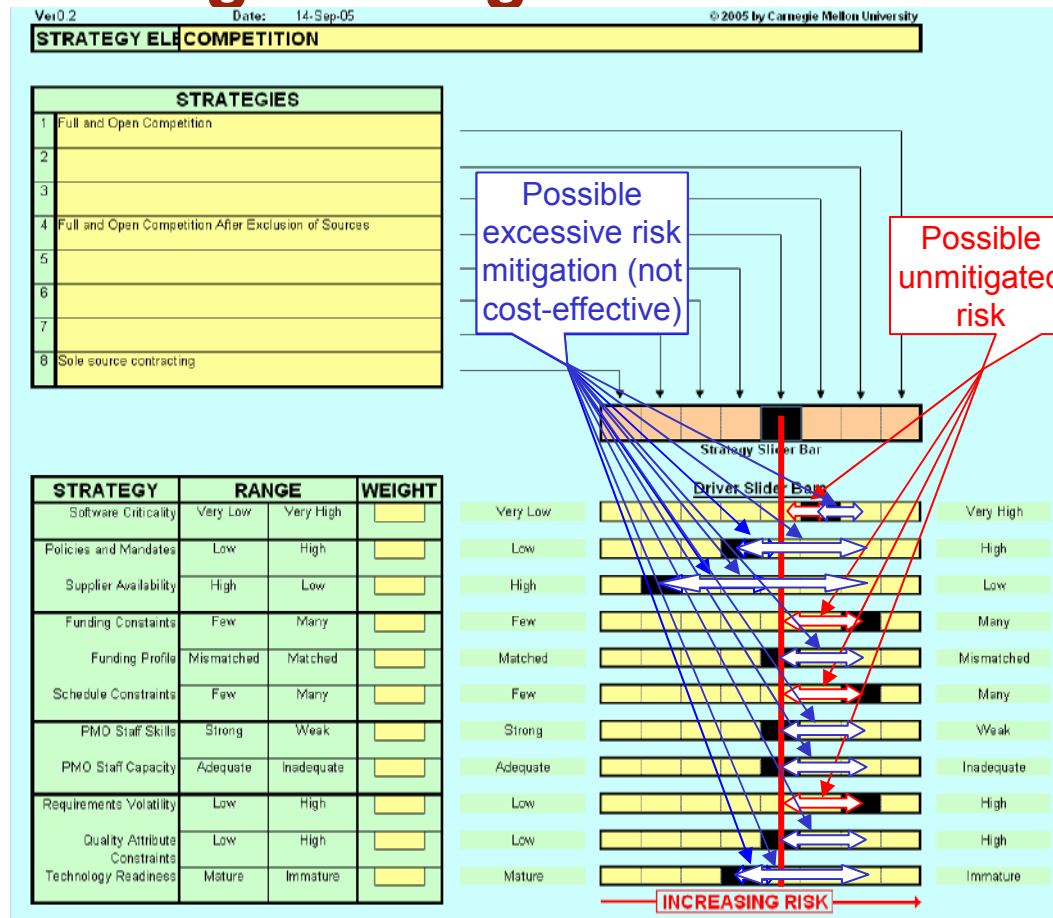 Ver0.2 Date: 14-Sep-05 © 2005 by Carnegie Mellon University
STRATEGY ELE COMPETITION
STRATEGIES
1 Full and Open Competition
2
3
4 Full and Open Competition After Exclusion of Sources
5
6
7
8 Sole source contracting
Possible
excessive risk
mitigation (not
cost-effective)
Possible
unmitigated
risk
Strategy Slider Bar
STRATEGY RANGE WEIGHT
Driver Slider Bars
Software Criticality Very Low Very High Very Low Very High
Policies and Mandates Low High Low High
Supplier Availability High Low High Low
Funding Constaints Few Many Few Many
Funding Profile Mismatched Matched Matched Mismatched
Schedule Constraints Few Many Few Many
PMO Staff Skills Strong Weak Strong Weak
PMO Staff Capacity Adequate Inadequate Adequate Inadequate
Requirements Volatility Low High Low High
Quality Attribute Low High Low High
Constraints
Technology Readiness Mature Immature Mature Immature
INCREASING RISK